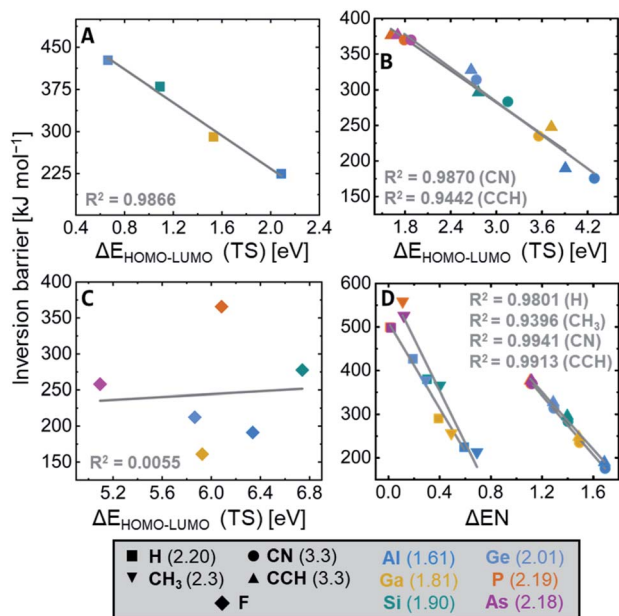 Inversion barrier [kJ mol⁻¹]
A
450
375
300
225
R² = 0.9866
0.6 1.2 1.8 2.4
ΔE_HOMO-LUMO (TS) [eV]
B
400
350
300
250
200
150
R² = 0.9870 (CN)
R² = 0.9442 (CCH)
1.8 2.4 3.0 3.6 4.2
ΔE_HOMO-LUMO (TS) [eV]
C
400
350
300
250
200
150
R² = 0.0055
5.2 5.6 6.0 6.4 6.8
ΔE_HOMO-LUMO (TS) [eV]
D
600
500
400
300
200
R² = 0.9801 (H)
R² = 0.9396 (CH₃)
R² = 0.9941 (CN)
R² = 0.9913 (CCH)
0.0 0.4 0.8 1.2 1.6
ΔEN
H (2.20) CN (3.3) Al (1.61) Ge (2.01)
CH₃ (2.3) CCH (3.3) Ga (1.81) P (2.19)
F Si (1.90) As (2.18)